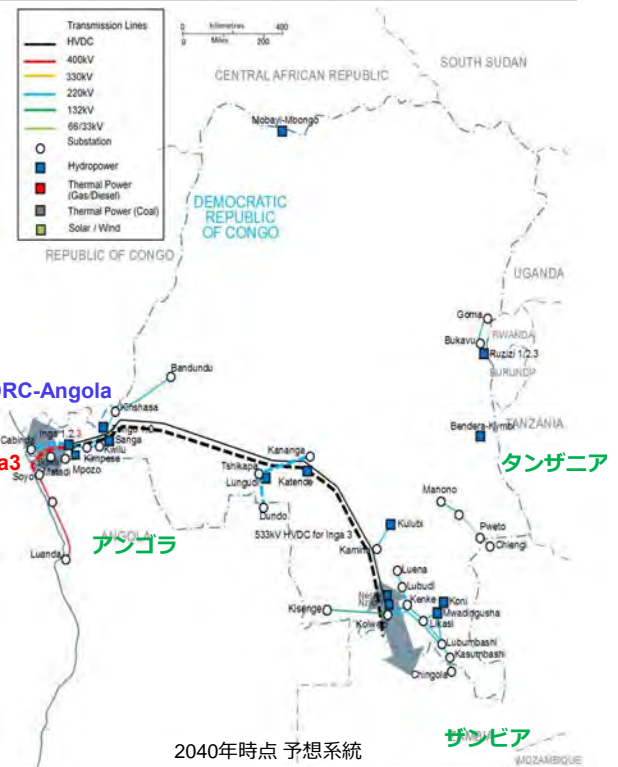 Transmission Lines
HVDC
400kV
330kV
220kV
132kV
66/33kV
Substation
Hydropower
Thermal Power
(Gas/Diesel)
Thermal Power (Coal)
Solar / Wind
0 kilometres 400
0 Miles 200
CENTRAL AFRICAN REPUBLIC
SOUTH SUDAN
Mobayi-Mbongo
DEMOCRATIC
REPUBLIC
OF CONGO
REPUBLIC OF CONGO
UGANDA
Goma
RWANDA
Bukavu
Ruzizi 1,2,3
BURUNDI
Bandundu
DRC-Angola
Kinshasa
Inga 1,2,3
Sanga
Cabinda
Kwilu
Kimpese
Mpozo
Matadi
Soyo
a3
Bendera-Kymbi
TANZANIA
タンザニア
Kananga
Tshikapa
Lungudi
Katende
Dundo
Manono
ANGOLA
アンゴラ
533kV HVDC for Inga 3
Kulubi
Pweto
Chiengi
Luanda
Kamina
Luena
Lubudi
Kisenge
Kenke
Koni
Mwadingusha
Likasi
Kolwezi
Lubumbashi
Kasumbashi
Chingola
ザンビア
2040年時点 予想系統
MOZAMBIQUE